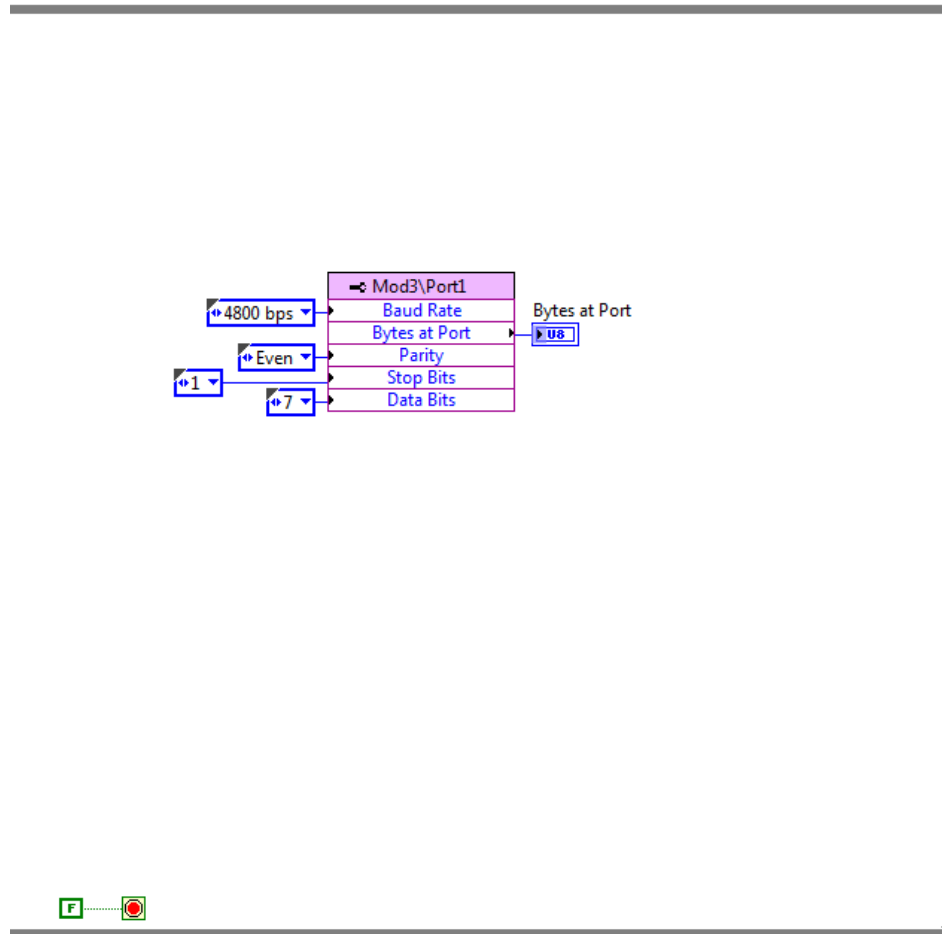 Mod3\Port1
4800 bps
Baud Rate
Bytes at Port
Bytes at Port
U8
Even
Parity
1
Stop Bits
7
Data Bits
F